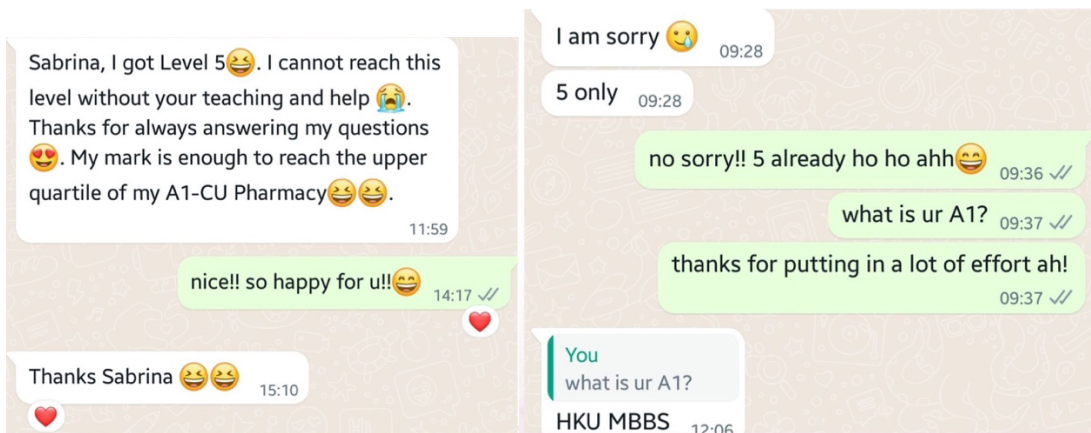 Sabrina, I got Level 5😆. I cannot reach this
level without your teaching and help 😭.
Thanks for always answering my questions
😍. My mark is enough to reach the upper
quartile of my A1-CU Pharmacy😆😆.
11:59
nice!! so happy for u!!😄
14:17
Thanks Sabrina 😆😆
15:10
I am sorry 🥲
09:28
5 only 09:28
no sorry!! 5 already ho ho ahh😄
09:36
what is ur A1? 09:37
thanks for putting in a lot of effort ah!
09:37
You
what is ur A1?
HKU MBBS 12:06